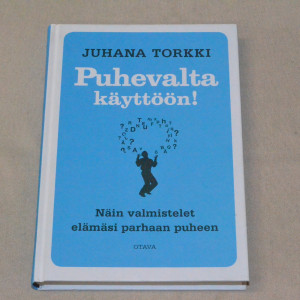 JUHANA TORKKI
Puhevalta
käyttöön!
Näin valmistelet
elämäsi parhaan puheen
OTAVA